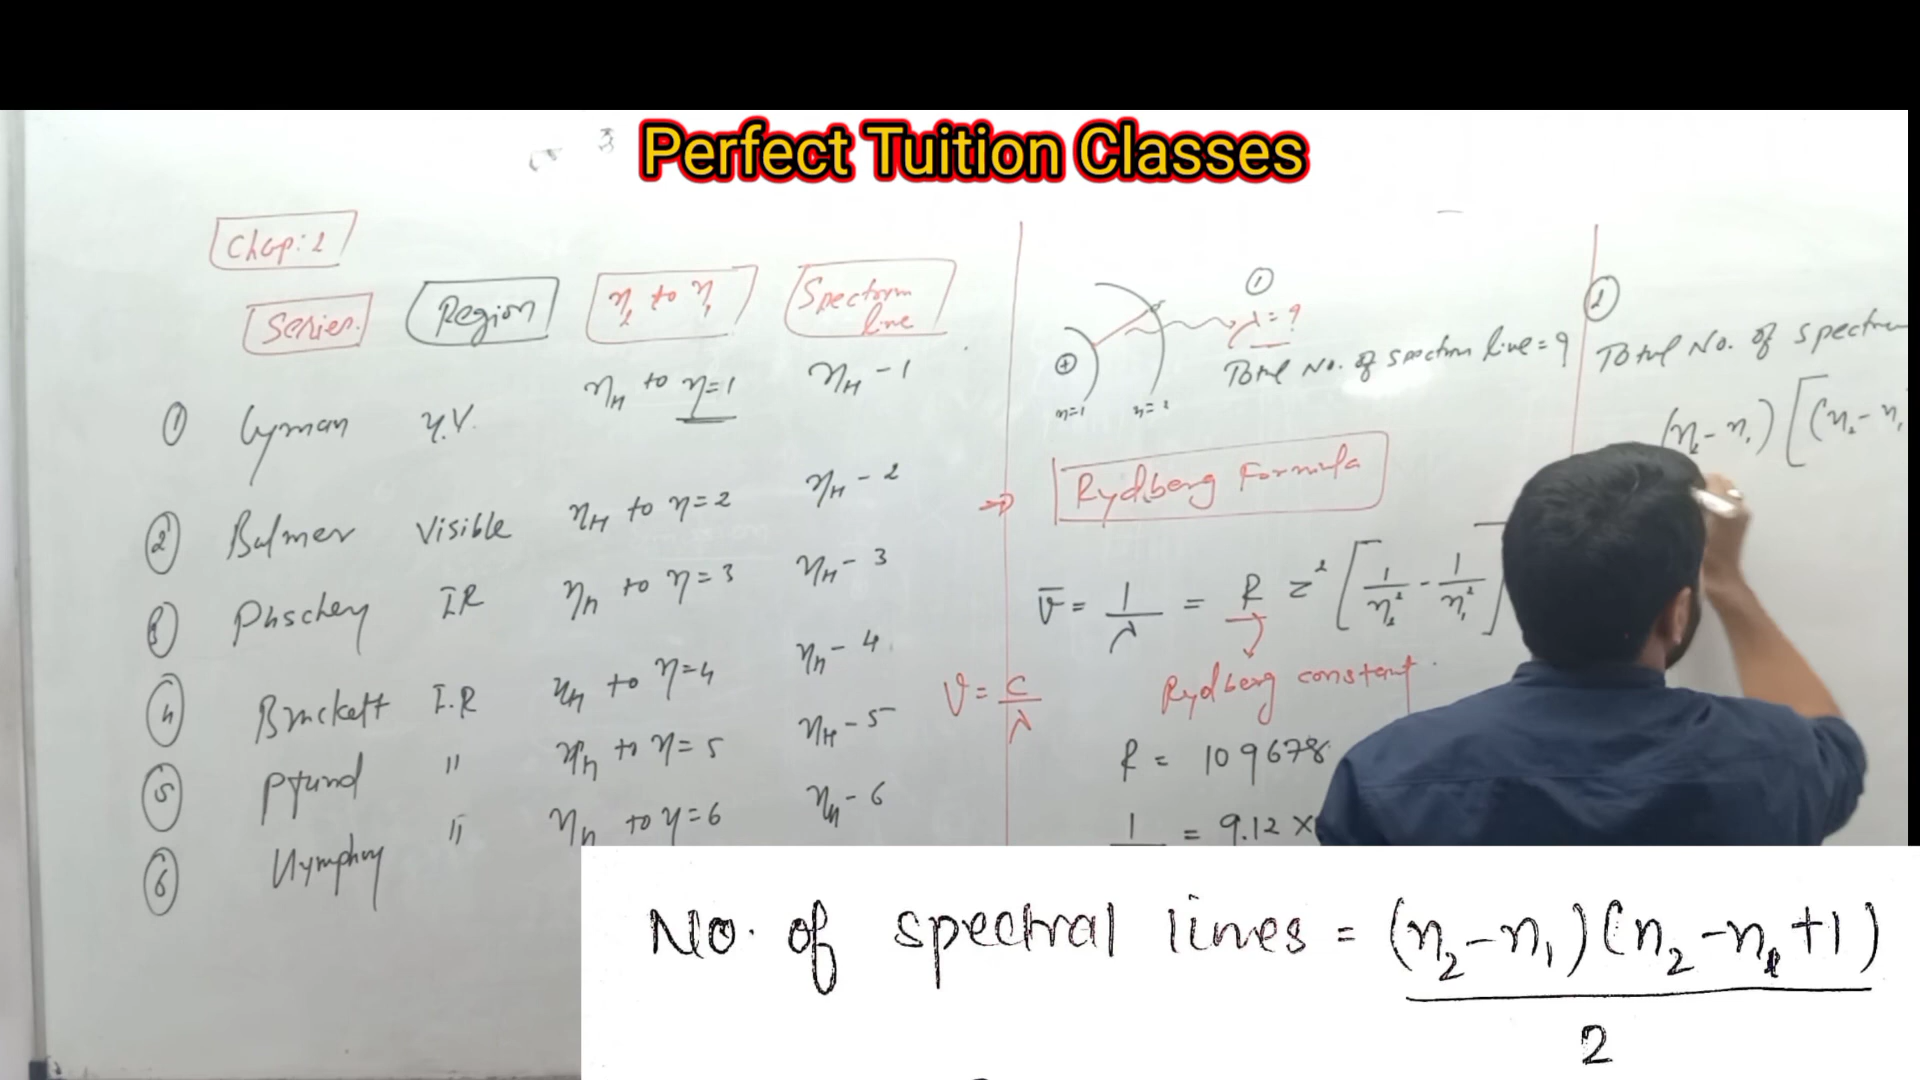 Perfect Tuition Classes
Chap: 2
Series. Region n₂ to n₁ Spectrum line
① Lyman U.V. nH to n=1 nH - 1
② Balmer Visible nH to n=2 nH - 2
③ Phschen IR nH to n=3 nH - 3
④ Brackett I.R nH to n=4 nH - 4
⑤ Pfund " nH to n=5 nH - 5
⑥ " nH to n=6 nH - 6
①
λ = ?
Total No. of spectrum line = ?
+
n=1 n=2
→ Rydberg Formula
ν̄ = 1/λ = R Z² [1/n₂² - 1/n₁²]
ν = c/λ
Rydberg constant
R = 109678
1 = 9.12 ×
②
Total No. of spectru
(n₂ - n₁) [(n₂ - n₁
No. of spectral lines = (n₂-n₁)(n₂-n₁+1)
2